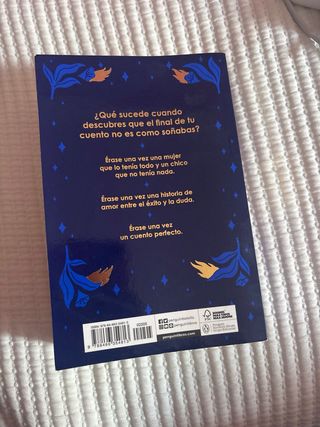 ¿Qué sucede cuando
descubres que el final de tu
cuento no es como soñabas?
Érase una vez una mujer
que lo tenía todo y un chico
que no tenía nada.
Érase una vez una historia de
amor entre el éxito y la duda.
Érase una vez
un cuento perfecto.
penguinlibros
penguinlibros.com